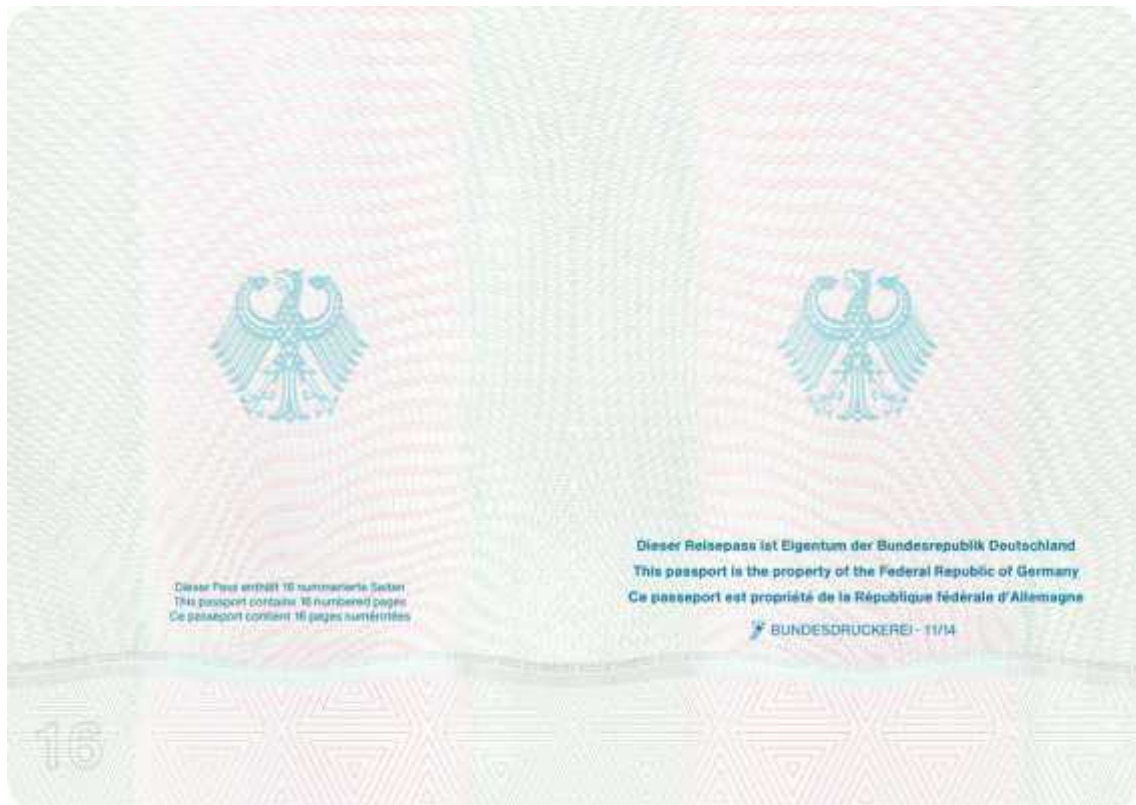 Dieser Pass enthält 16 nummerierte Seiten
This passport contains 16 numbered pages
Ce passeport contient 16 pages numérotées
Dieser Reisepass ist Eigentum der Bundesrepublik Deutschland
This passport is the property of the Federal Republic of Germany
Ce passeport est propriété de la République fédérale d'Allemagne
BUNDESDRUCKEREI - 11/14
16